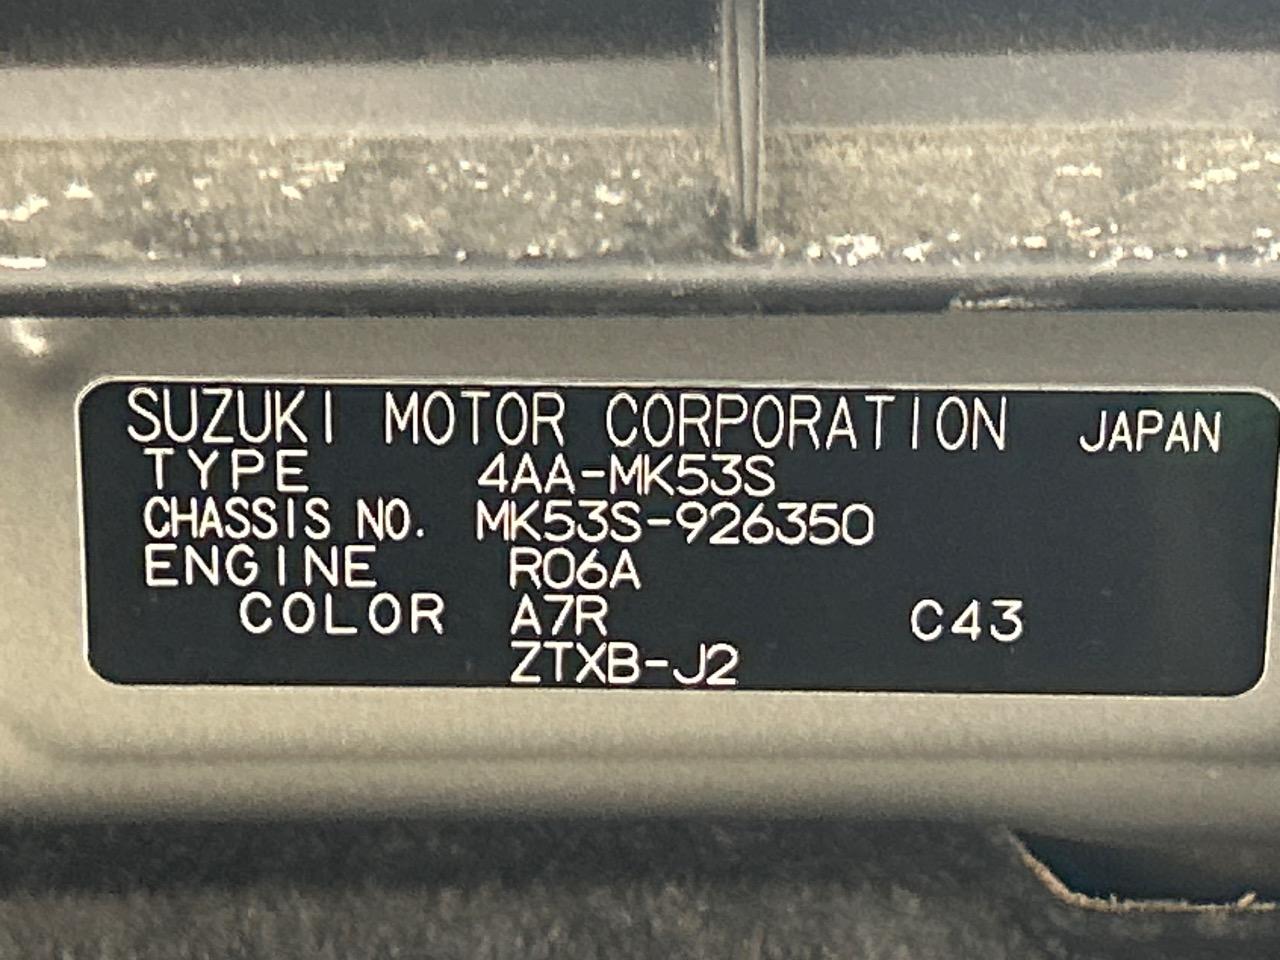 SUZUKI MOTOR CORPORATION JAPAN
TYPE 4AA-MK53S
CHASSIS NO. MK53S-926350
ENGINE R06A
COLOR A7R C43
ZTXB-J2